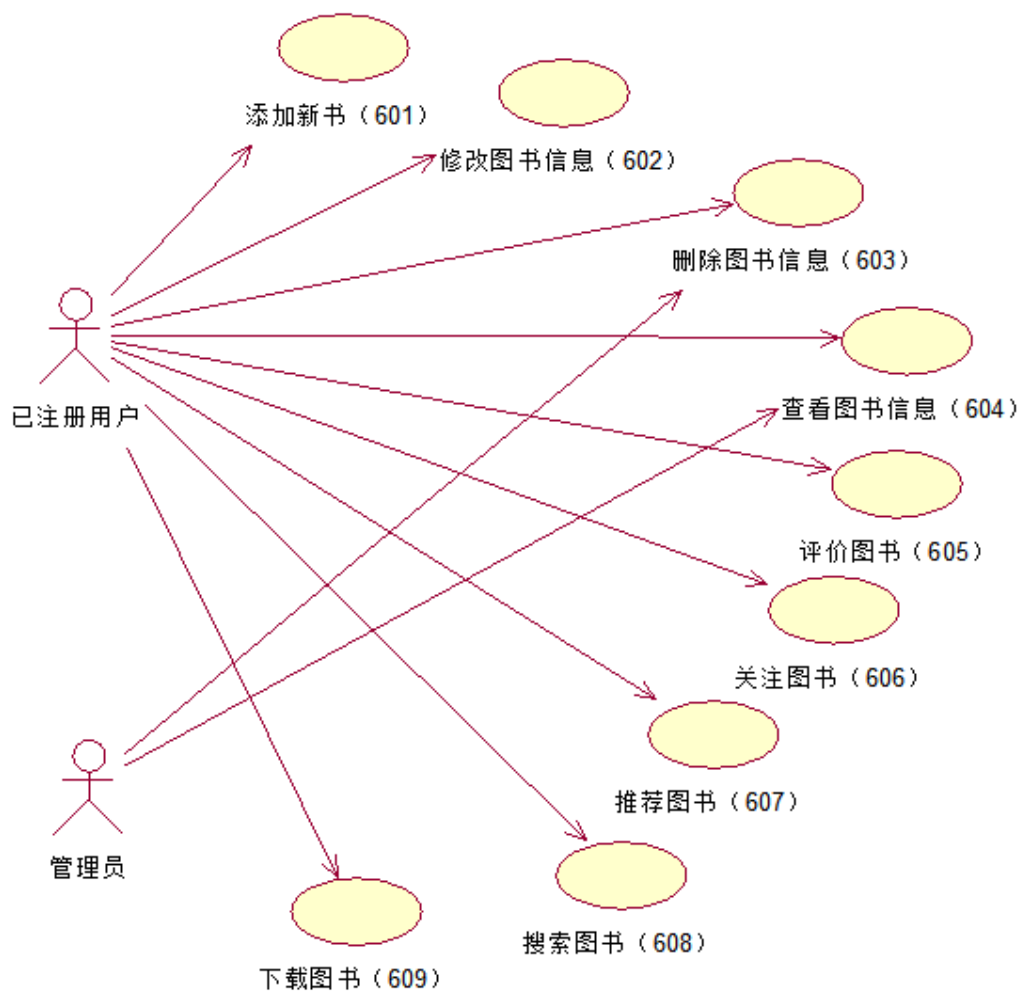 添加新书（601）
修改图书信息（602）
删除图书信息（603）
查看图书信息（604）
已注册用户
评价图书（605）
关注图书（606）
推荐图书（607）
管理员
搜索图书（608）
下载图书（609）